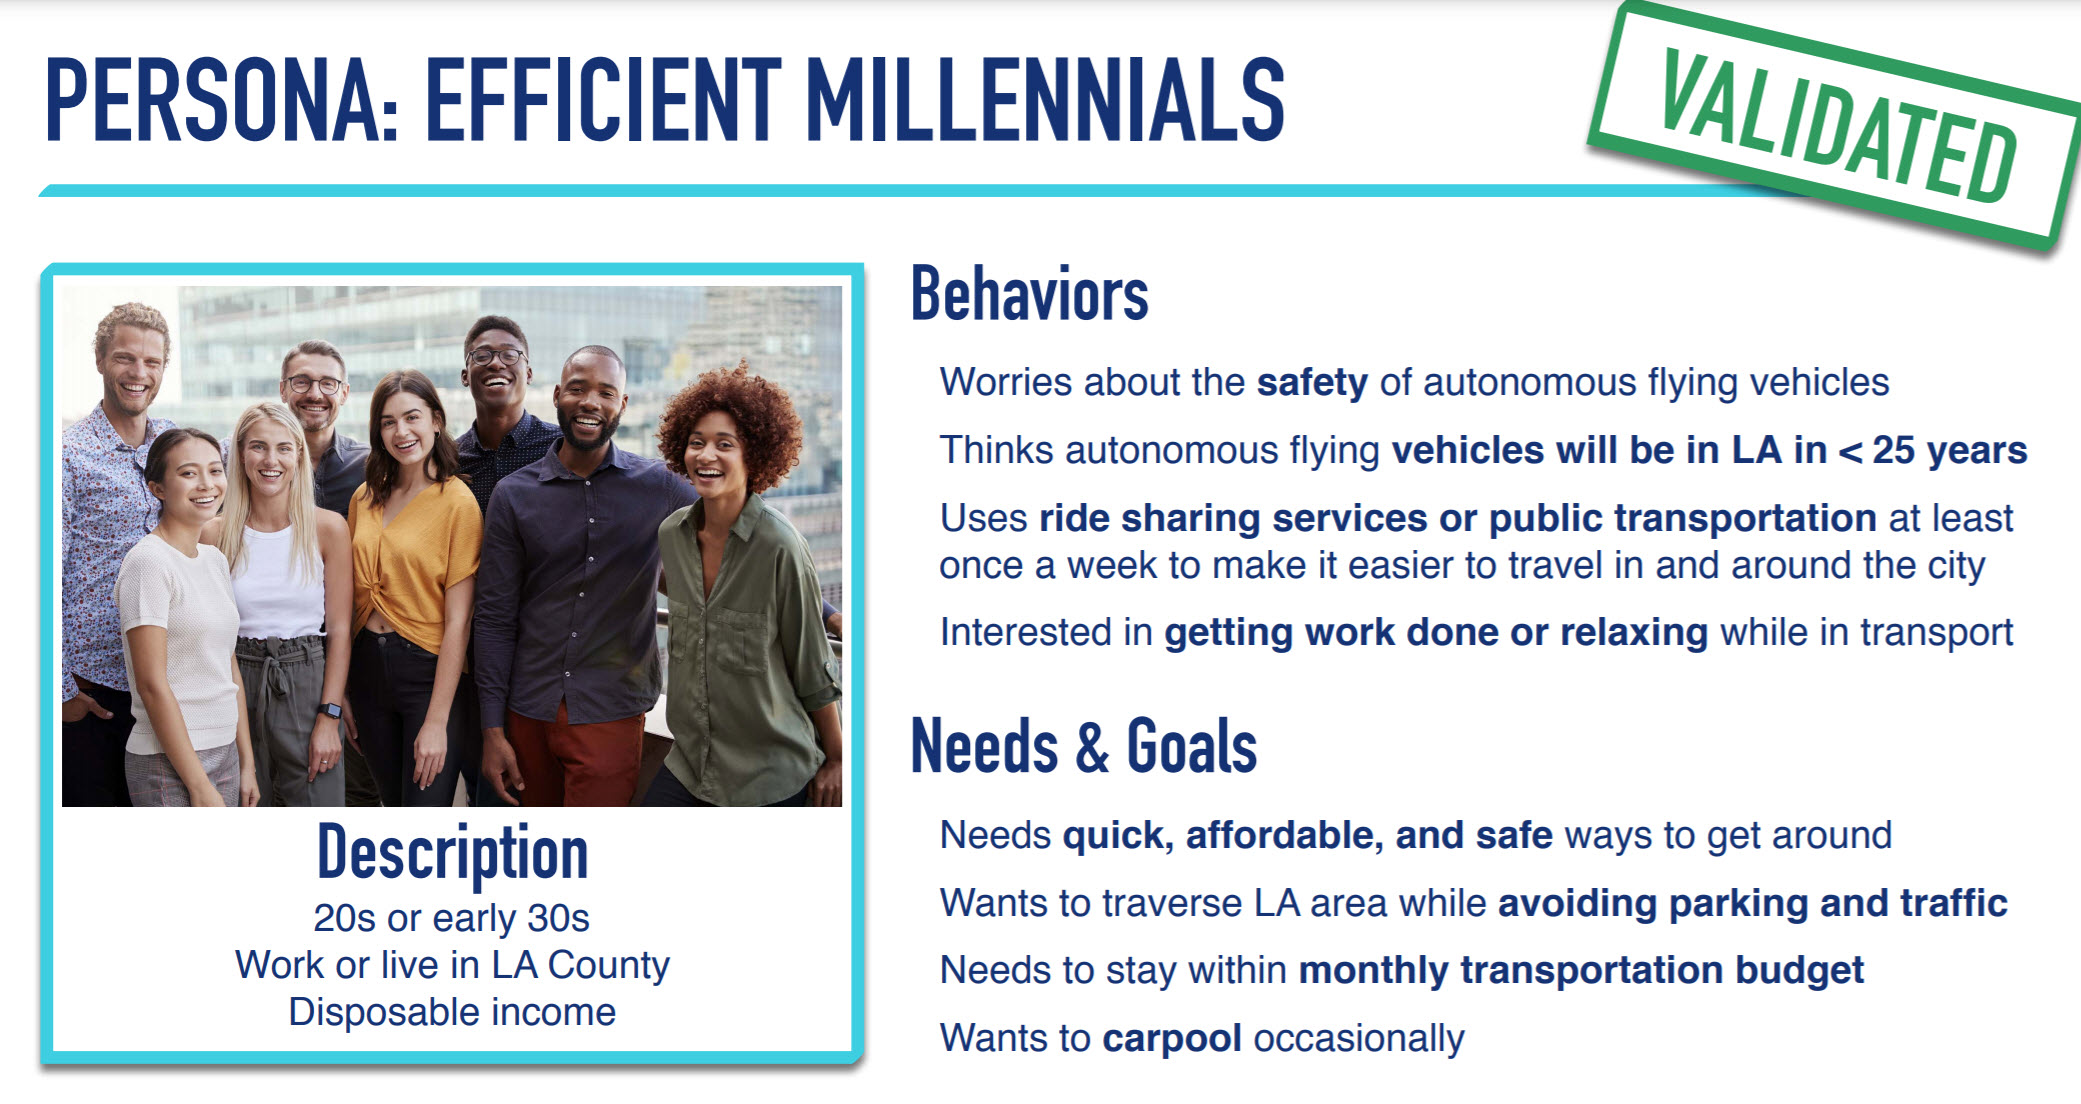 PERSONA: EFFICIENT MILLENNIALS
VALIDATED
Description
20s or early 30s
Work or live in LA County
Disposable income
Behaviors
Worries about the safety of autonomous flying vehicles
Thinks autonomous flying vehicles will be in LA in < 25 years
Uses ride sharing services or public transportation at least
once a week to make it easier to travel in and around the city
Interested in getting work done or relaxing while in transport
Needs & Goals
Needs quick, affordable, and safe ways to get around
Wants to traverse LA area while avoiding parking and traffic
Needs to stay within monthly transportation budget
Wants to carpool occasionally